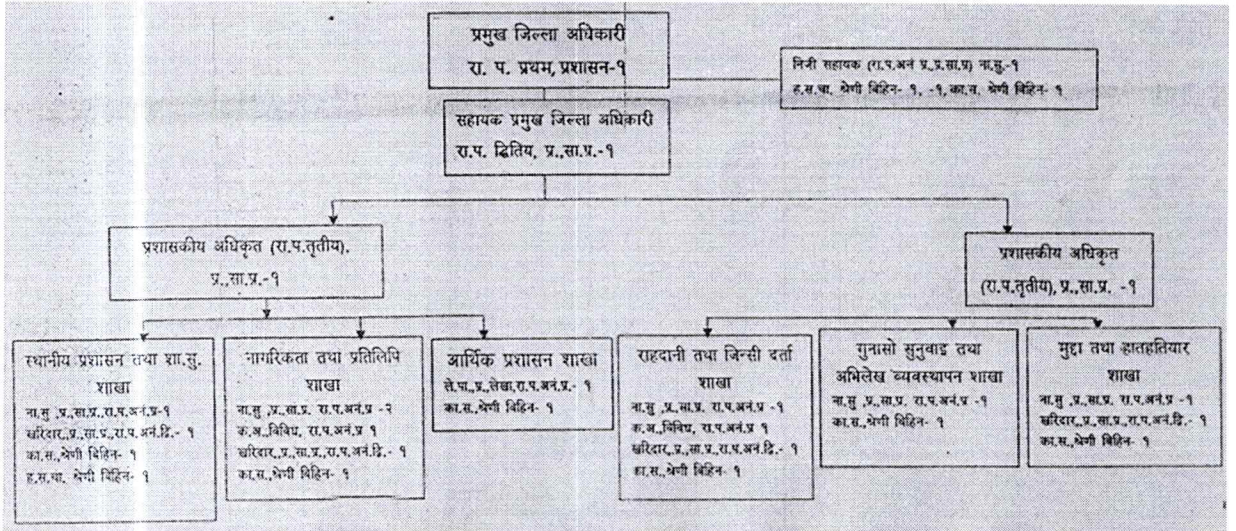 प्रमुख जिल्ला अधिकारी
रा. प. प्रथम, प्रशासन-१
निजी सहायक (रा.प.अनं प्र.,प्र.सा.प्र) ना.सु.-१
ह.स.चा. श्रेणी बिहिन- १, -१,का.स. श्रेणी बिहिन- १
सहायक प्रमुख जिल्ला अधिकारी
रा.प. द्वितिय, प्र.,सा.प्र.-१
प्रशासकीय अधिकृत (रा.प.तृतीय),
प्र.,सा.प्र.-१
प्रशासकीय अधिकृत
(रा.प.तृतीय), प्र.,सा.प्र. -१
स्थानीय प्रशासन तथा शा.सु.
शाखा
ना.सु ,प्र.,सा.प्र.,रा.प.अनं.प्र-१
खरिदार,,प्र.,सा.प्र.,रा.प.अनं.द्वि.- १
का.स.,श्रेणी बिहिन- १
ह.स.चा. श्रेणी बिहिन- १
नागरिकता तथा प्रतिलिपि
शाखा
ना.सु ,प्र.,सा.प्र. रा.प.अनं.प्र -२
क.अ.,विविध, रा.प.अनं.प्र १
खरिदार,,प्र.,सा.प्र.,रा.प.अनं.द्वि.- १
का.स.,श्रेणी बिहिन- १
आर्थिक प्रशासन शाखा
ले.पा.,प्र.,लेखा,रा.प.अनं.प्र.- १
का.स.,श्रेणी बिहिन- १
राहदानी तथा जिन्सी दर्ता
शाखा
ना.सु ,प्र.,सा.प्र. रा.प.अनं.प्र -१
क.अ.,विविध, रा.प.अनं.प्र १
खरिदार,,प्र.,सा.प्र.,रा.प.अनं.द्वि.- १
का.स.,श्रेणी बिहिन- १
गुनासो सुनुवाइ तथा
अभिलेख व्यवस्थापन शाखा
ना.सु ,प्र.,सा.प्र. रा.प.अनं.प्र -१
का.स.,श्रेणी बिहिन- १
मुद्दा तथा हातहतियार
शाखा
ना.सु ,प्र.,सा.प्र. रा.प.अनं.प्र -१
खरिदार,,प्र.,सा.प्र.,रा.प.अनं.द्वि.- १
का.स.,श्रेणी बिहिन- १